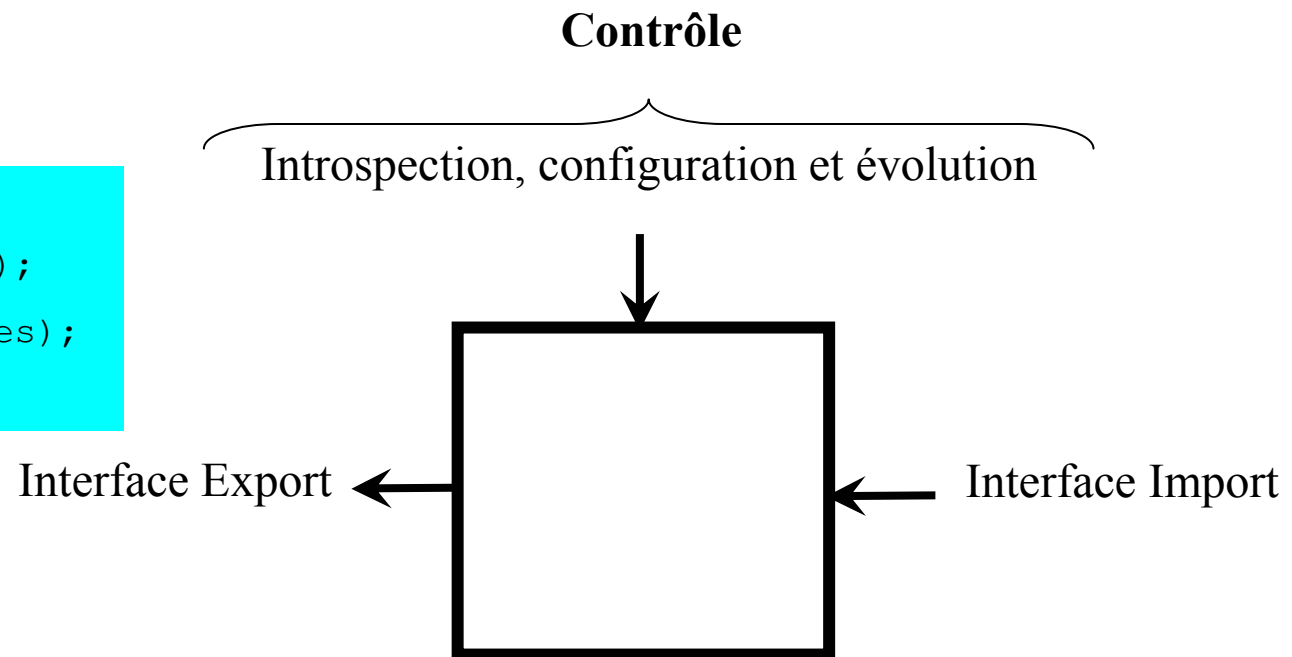 Contrôle
Introspection, configuration et évolution
);
es);
Interface Export
Interface Import